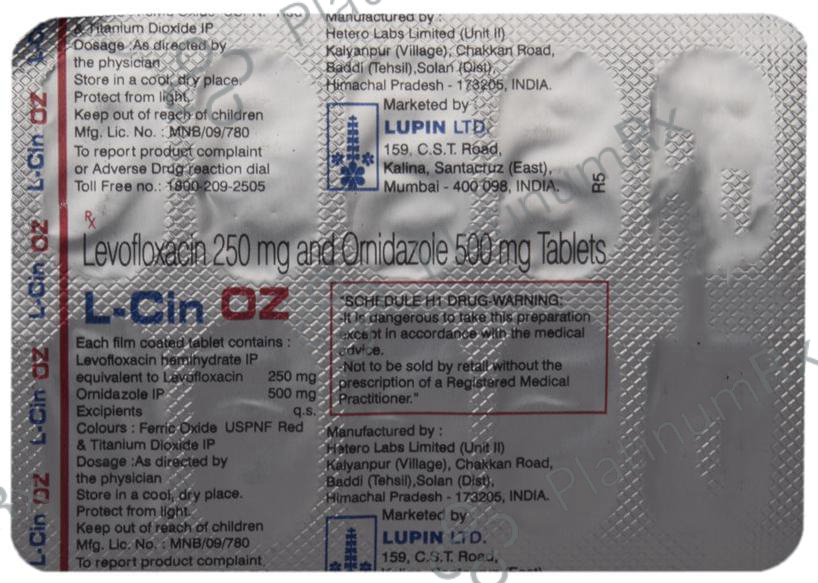 Ferric Oxide USPNF Red
& Titanium Dioxide IP
Dosage :As directed by
the physician
Store in a cool, dry place.
Protect from light.
Keep out of reach of children
Mfg. Lic. No. : MNB/09/780
To report product complaint
or Adverse Drug reaction dial
Toll Free no.: 1800-209-2505
Manufactured by :
Hetero Labs Limited (Unit II)
Kalyanpur (Village), Chakkan Road,
Baddi (Tehsil),Solan (Dist),
Himachal Pradesh - 173205, INDIA.
Marketed by
LUPIN LTD.
159, C.S.T. Road,
Kalina, Santacruz (East),
Mumbai - 400 098, INDIA.
R5
Rx
Levofloxacin 250 mg and Ornidazole 500 mg Tablets
L-Cin OZ
Each film coated tablet contains :
Levofloxacin hemihydrate IP
equivalent to Levofloxacin 250 mg
Ornidazole IP 500 mg
Excipients q.s.
Colours : Ferric Oxide USPNF Red
& Titanium Dioxide IP
Dosage :As directed by
the physician
Store in a cool, dry place.
Protect from light.
Keep out of reach of children
Mfg. Lic. No. : MNB/09/780
To report product complaint
"SCHEDULE H1 DRUG-WARNING:
-It is dangerous to take this preparation
except in accordance with the medical
advice.
-Not to be sold by retail without the
prescription of a Registered Medical
Practitioner."
Manufactured by :
Hetero Labs Limited (Unit II)
Kalyanpur (Village), Chakkan Road,
Baddi (Tehsil),Solan (Dist),
Himachal Pradesh - 173205, INDIA.
Marketed by
LUPIN LTD.
159, C.S.T. Road,
Kalina, Santacruz (East)
L-Cin OZ
L-Cin OZ
L-Cin OZ
L-Cin OZ
PlatinumRx
PlatinumRx